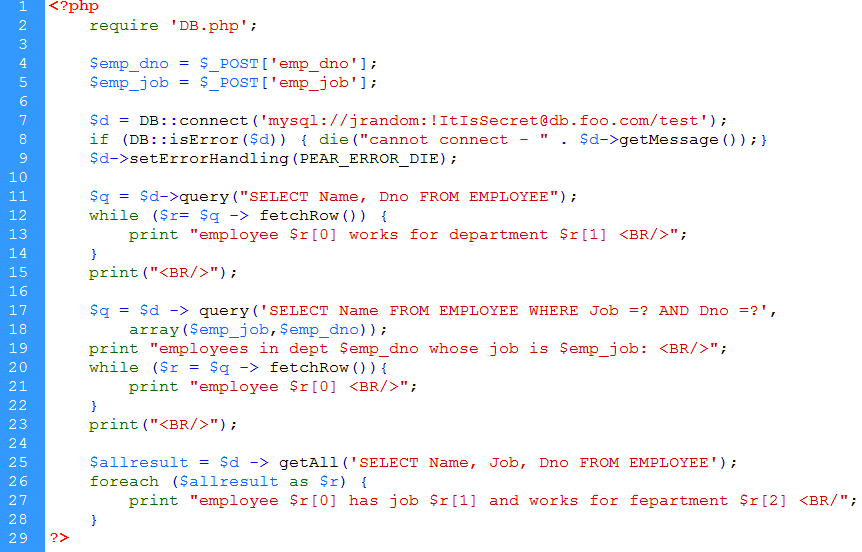 1 <?php
2     require 'DB.php';
3
4     $emp_dno = $_POST['emp_dno'];
5     $emp_job = $_POST['emp_job'];
6
7     $d = DB::connect('mysql://jrandom:!ItIsSecret@db.foo.com/test');
8     if (DB::isError($d)) { die("cannot connect - " . $d->getMessage());}
9     $d->setErrorHandling(PEAR_ERROR_DIE);
10
11     $q = $d->query("SELECT Name, Dno FROM EMPLOYEE");
12     while ($r= $q -> fetchRow()) {
13         print "employee $r[0] works for department $r[1] <BR/>";
14     }
15     print("<BR/>");
16
17     $q = $d -> query('SELECT Name FROM EMPLOYEE WHERE Job =? AND Dno =?',
18         array($emp_job,$emp_dno));
19     print "employees in dept $emp_dno whose job is $emp_job: <BR/>";
20     while ($r = $q -> fetchRow()){
21         print "employee $r[0] <BR/>";
22     }
23     print("<BR/>");
24
25     $allresult = $d -> getAll('SELECT Name, Job, Dno FROM EMPLOYEE');
26     foreach ($allresult as $r) {
27         print "employee $r[0] has job $r[1] and works for fepartment $r[2] <BR/";
28     }
29 ?>